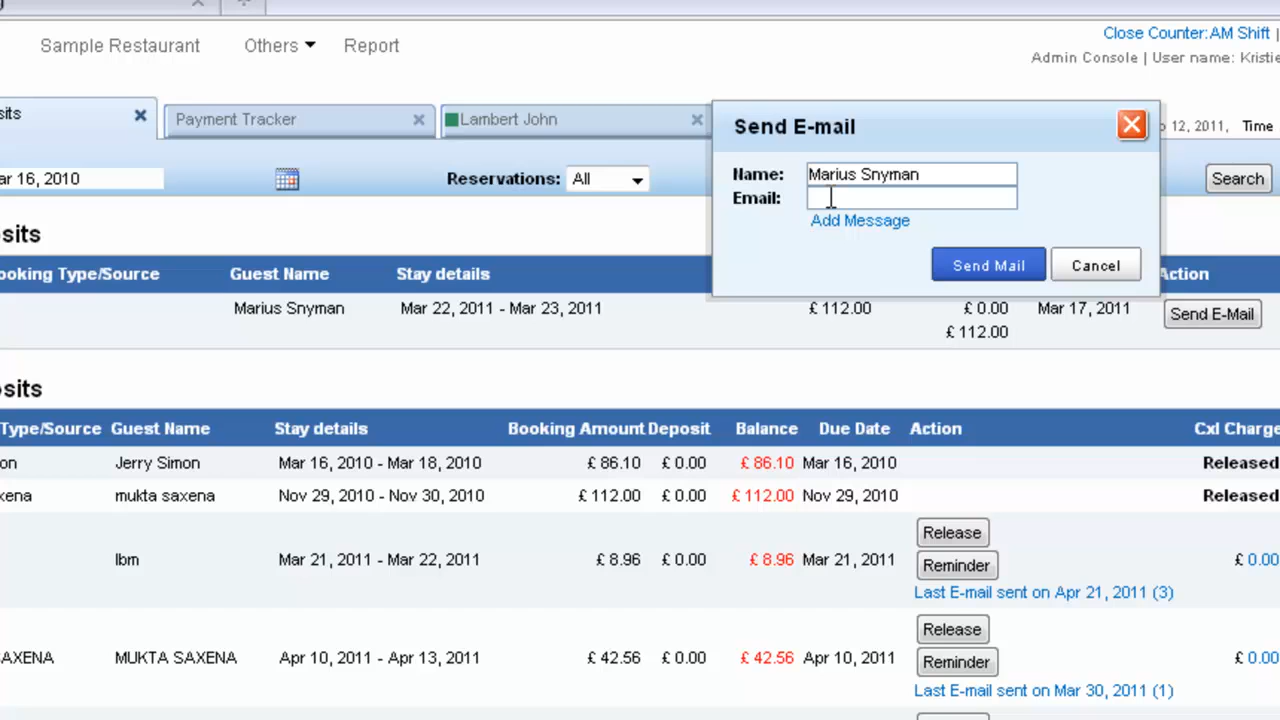 Close Counter:AM Shift |
Sample Restaurant Others Report
Admin Console | User name: Kristie
sits Payment Tracker Lambert John
12, 2011, Time
ar 16, 2010 Reservations: All Search
Send E-mail
Name: Marius Snyman
Email:
Add Message
Send Mail Cancel
sits
ooking Type/Source Guest Name Stay details Action
Marius Snyman Mar 22, 2011 - Mar 23, 2011 £ 112.00 £ 0.00 Mar 17, 2011 Send E-Mail
£ 112.00
sits
Type/Source Guest Name Stay details Booking Amount Deposit Balance Due Date Action Cxl Charge
on Jerry Simon Mar 16, 2010 - Mar 18, 2010 £ 86.10 £ 0.00 £ 86.10 Mar 16, 2010 Released
xena mukta saxena Nov 29, 2010 - Nov 30, 2010 £ 112.00 £ 0.00 £ 112.00 Nov 29, 2010 Released
Release
Mar 21, 2011 - Mar 22, 2011 £ 8.96 £ 0.00 £ 8.96 Mar 21, 2011 £ 0.00
Reminder
Last E-mail sent on Apr 21, 2011 (3)
Release
AXENA MUKTA SAXENA Apr 10, 2011 - Apr 13, 2011 £ 42.56 £ 0.00 £ 42.56 Apr 10, 2011 £ 0.00
Reminder
Last E-mail sent on Mar 30, 2011 (1)